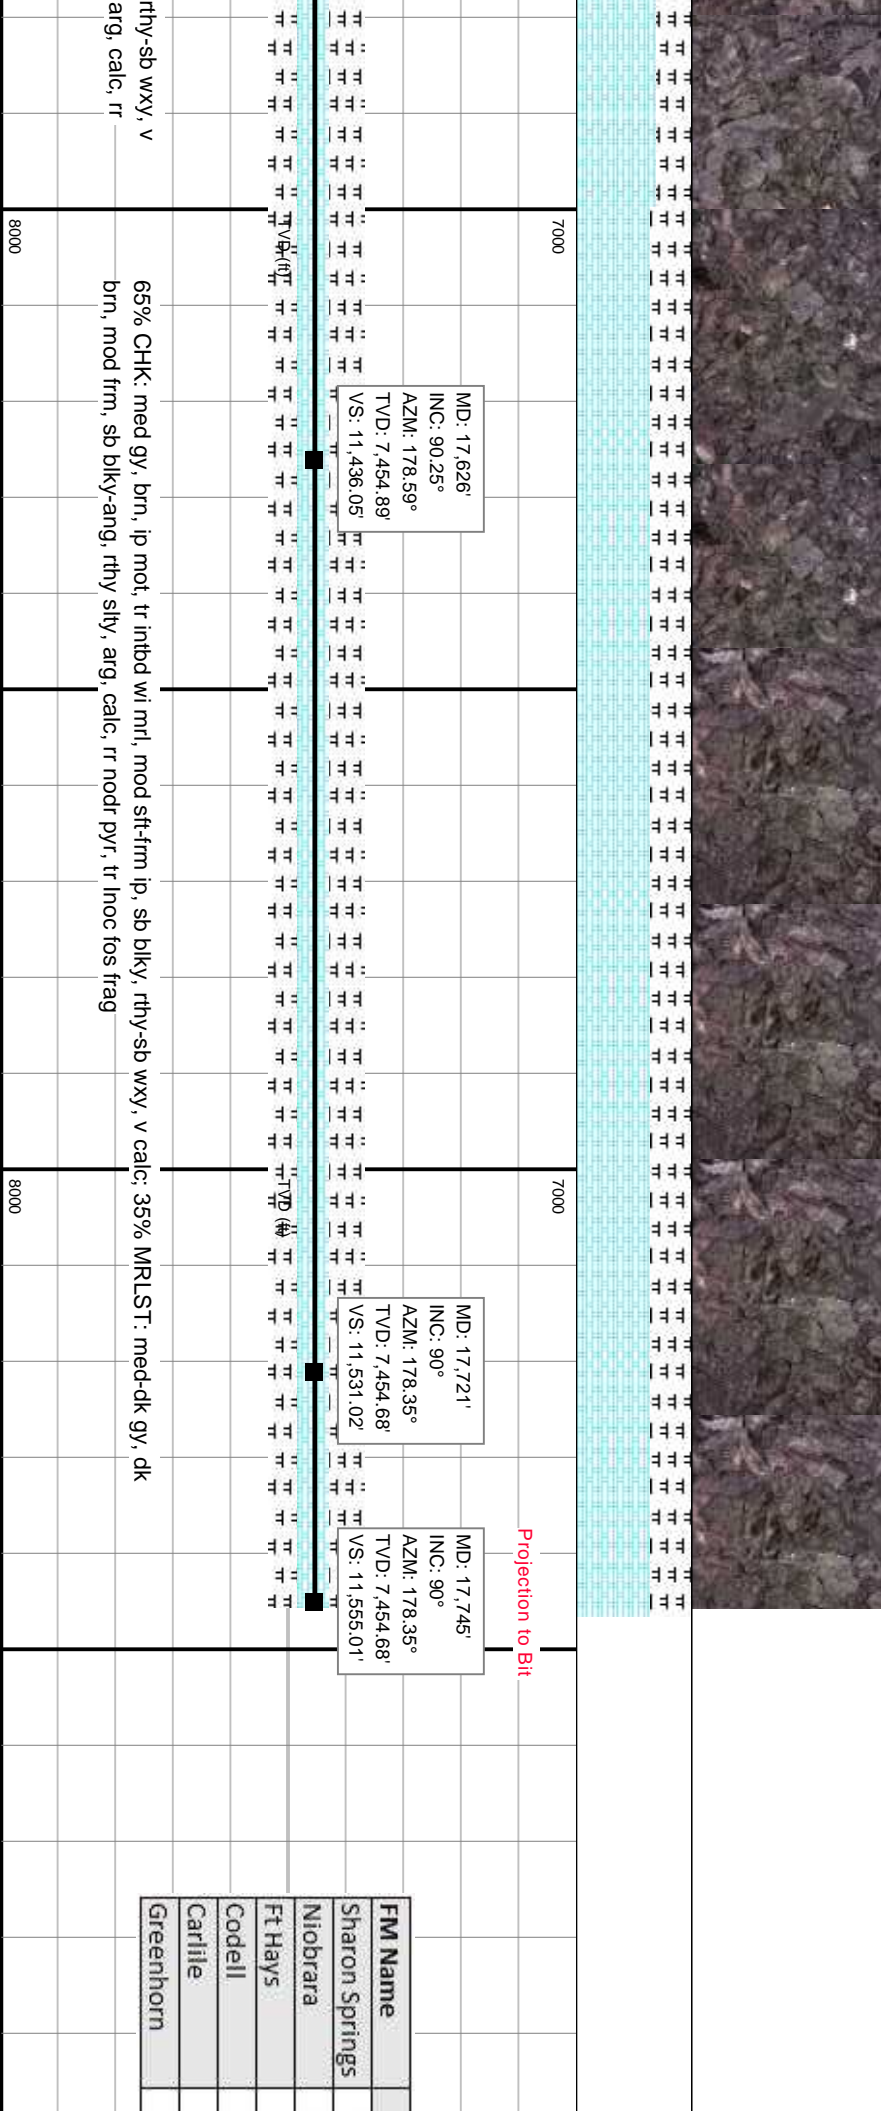 rthy-sb wxy, v
arg, calc, rr
7000
TVD (ft)
8000
MD: 17,626'
INC: 90.25°
AZM: 178.59°
TVD: 7,454.89'
VS: 11,436.05'
65% CHK: med gy, brn, ip mot, tr intbd wi mrl, mod sft-frm ip, sb blky, rthy-sb wxy, v calc; 35% MRLST: med-dk gy, dk
brn, mod frm, sb blky-ang, rthy slty, arg, calc, rr nodr pyr, tr Inoc fos frag
7000
TVD (ft)
8000
MD: 17,721'
INC: 90°
AZM: 178.35°
TVD: 7,454.68'
VS: 11,531.02'
Projection to Bit
MD: 17,745'
INC: 90°
AZM: 178.35°
TVD: 7,454.68'
VS: 11,555.01'
FM Name
Sharon Springs
Niobrara
Ft Hays
Codell
Carlile
Greenhorn